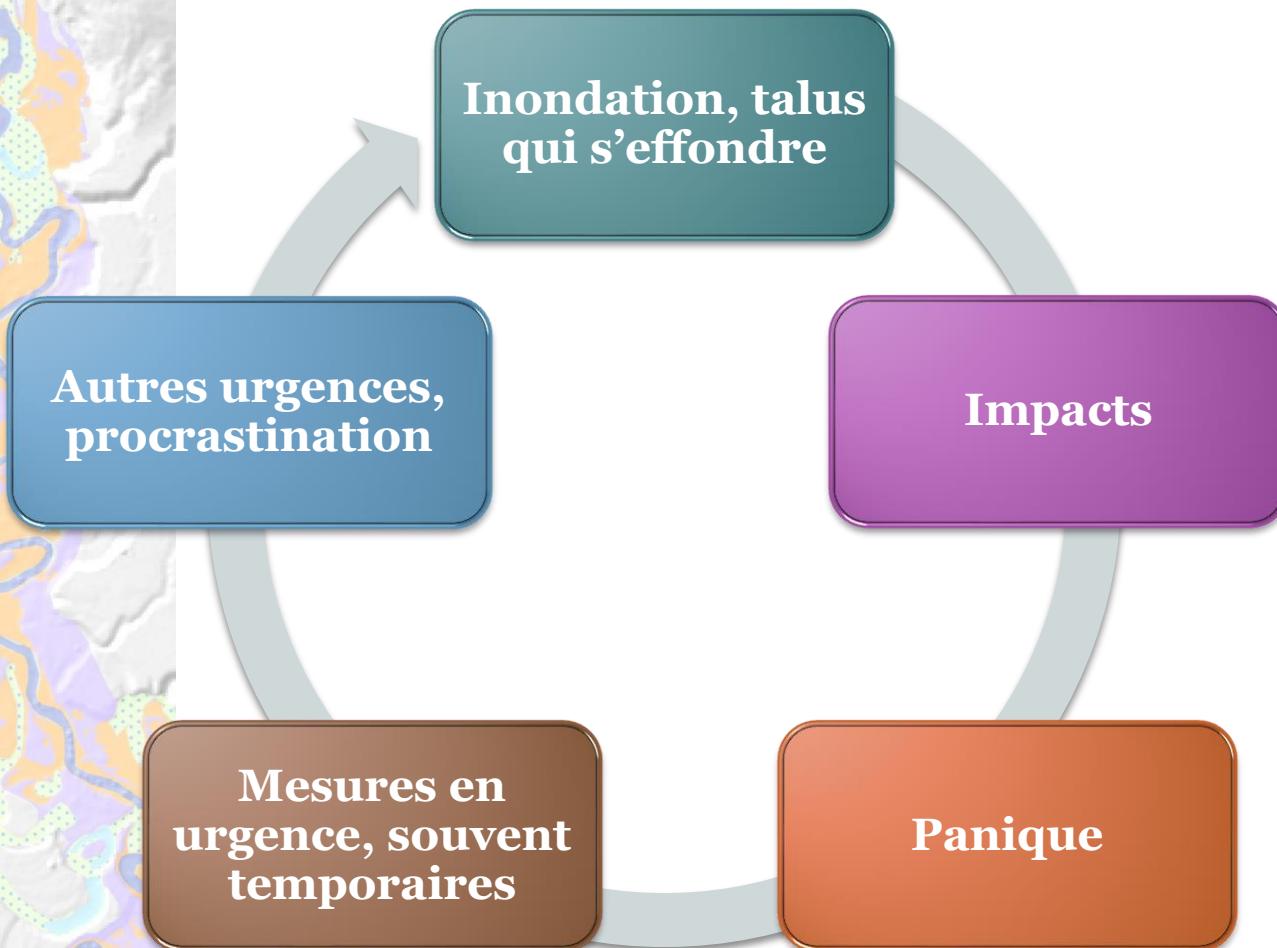 Inondation, talus
qui s’effondre
Impacts
Panique
Mesures en
urgence, souvent
temporaires
Autres urgences,
procrastination